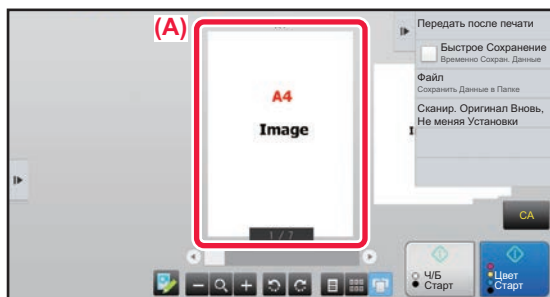 (A)
A4
Image
I
1 / 7
Передать после печати
Быстрое Сохранение
Временно Сохран. Данные
Файл
Сохранить Данные в Папке
Сканир. Оригинал Вновь,
Не меняя Установки
CA
Ч/Б
Старт
Цвет
Старт